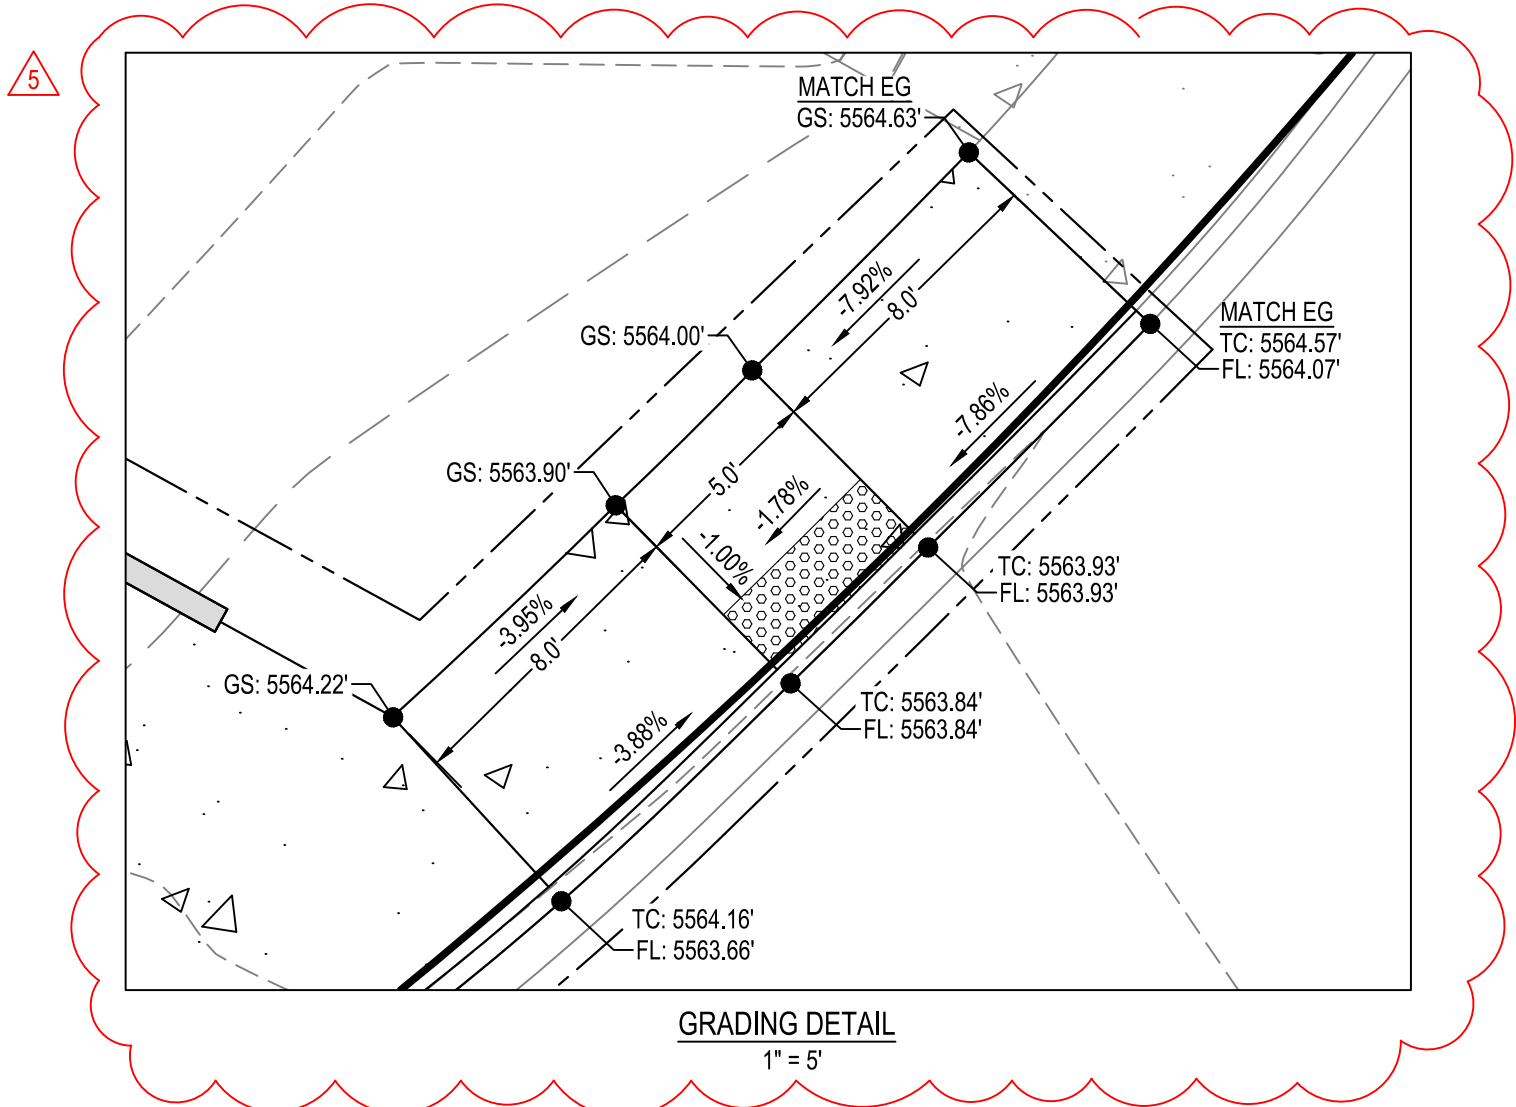 5
MATCH EG
GS: 5564.63'
-7.92%
8.0'
GS: 5564.00'
MATCH EG
TC: 5564.57'
FL: 5564.07'
-7.86%
GS: 5563.90'
5.0'
-1.78%
-1.00%
TC: 5563.93'
FL: 5563.93'
-3.95%
8.0'
GS: 5564.22'
TC: 5563.84'
FL: 5563.84'
-3.88%
TC: 5564.16'
FL: 5563.66'
GRADING DETAIL
1" = 5'